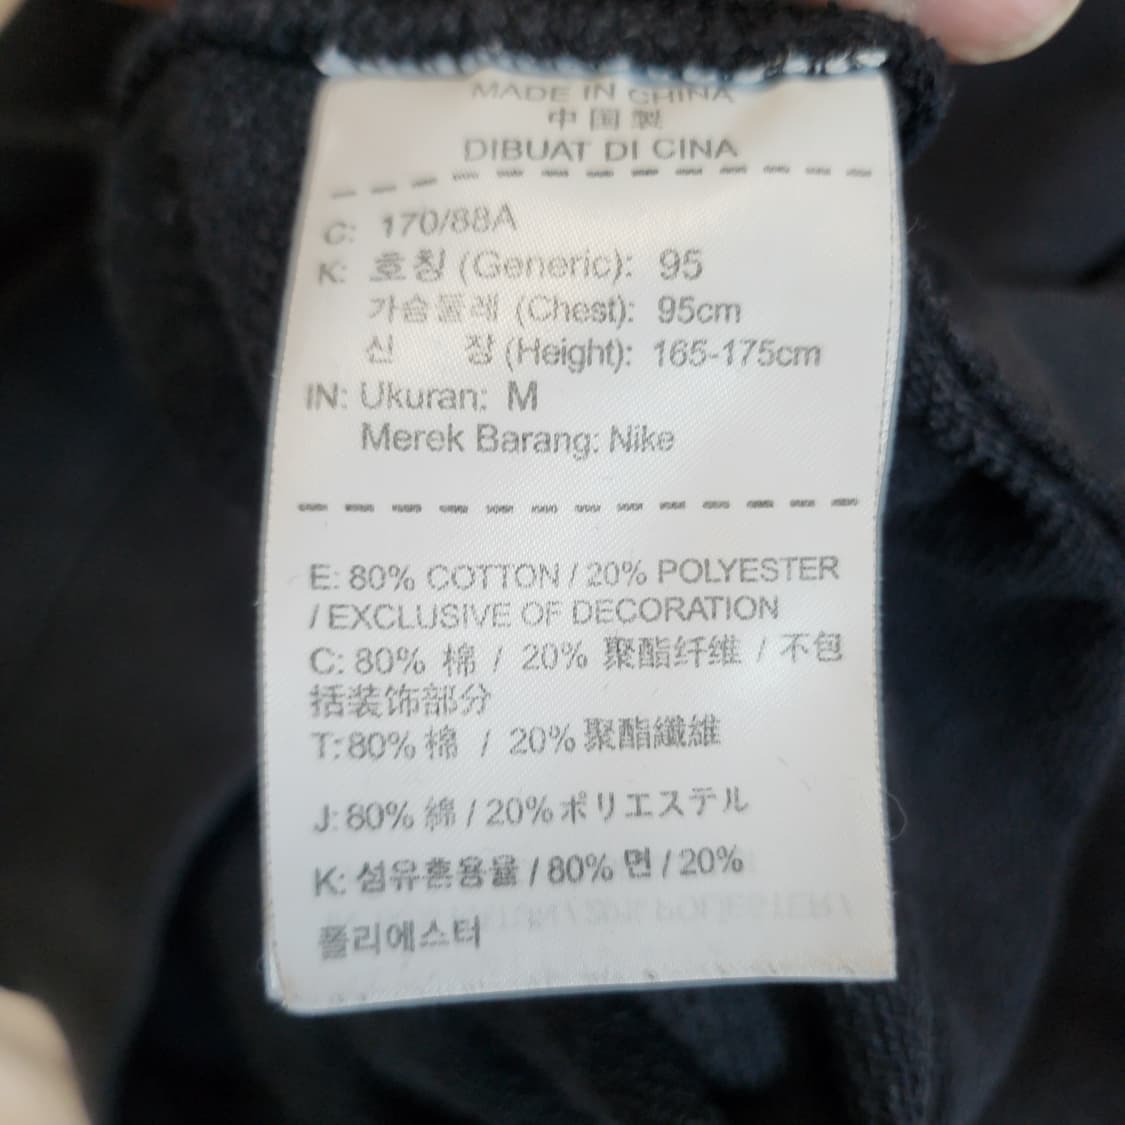 MADE IN CHINA
中国製
DIBUAT DI CINA
C: 170/88A
K: 호칭 (Generic): 95
가슴둘레 (Chest): 95cm
신 장 (Height): 165-175cm
IN: Ukuran: M
Merek Barang: Nike
E: 80% COTTON / 20% POLYESTER
/ EXCLUSIVE OF DECORATION
C: 80% 棉 / 20% 聚酯纤维 / 不包
括装饰部分
T: 80% 棉 / 20% 聚酯纖維
J: 80% 綿 / 20% ポリエステル
K: 섬유혼용율 / 80% 면 / 20%
폴리에스터